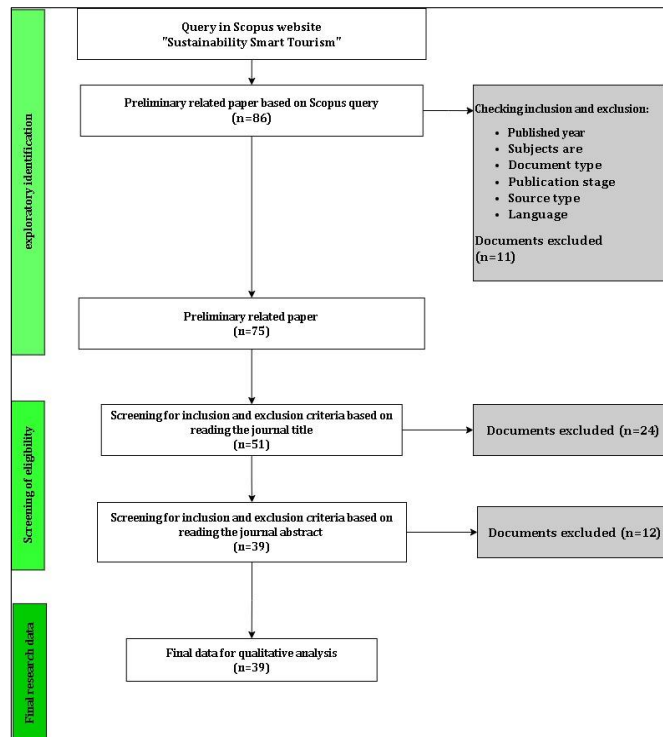 Query in Scopus website
"Sustainability Smart Tourism"
Preliminary related paper based on Scopus query
(n=86)
Checking inclusion and exclusion:
• Published year
• Subjects are
• Document type
• Publication stage
• Source type
• Language
Documents excluded
(n=11)
exploratory identification
Preliminary related paper
(n=75)
Screening for inclusion and exclusion criteria based on
reading the journal title
(n=51)
Documents excluded (n=24)
Screening of eligibility
Screening for inclusion and exclusion criteria based on
reading the journal abstract
(n=39)
Documents excluded (n=12)
Final research data
Final data for qualitative analysis
(n=39)